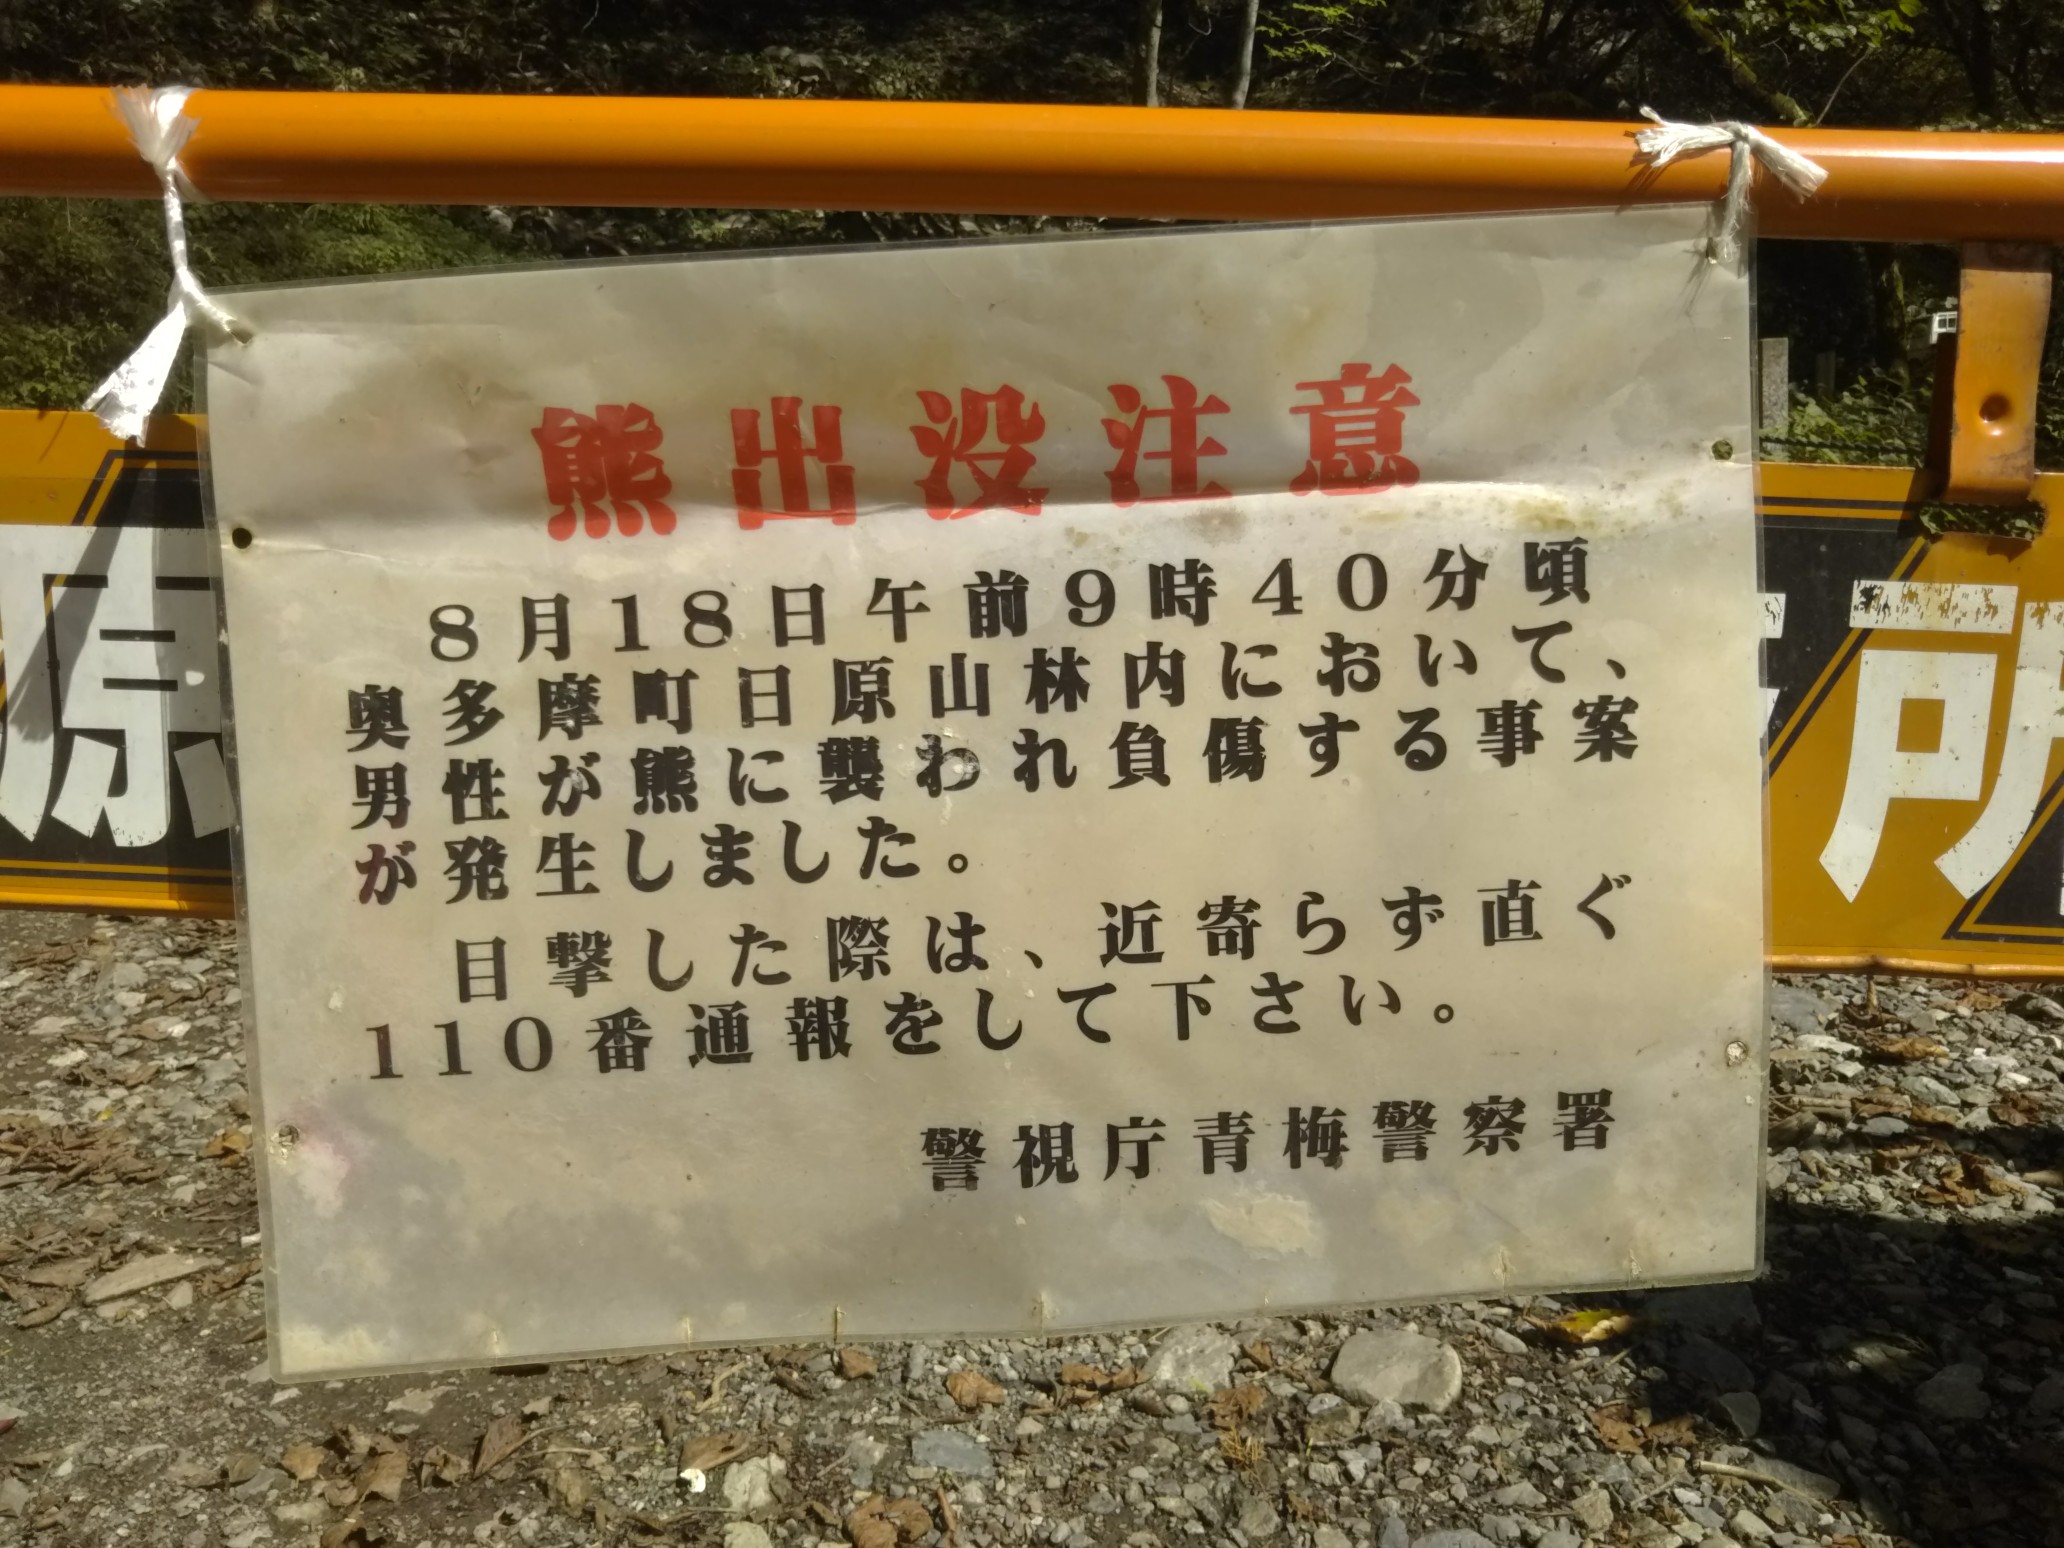 熊出没注意
8月18日午前9時40分頃
奥多摩町日原山林内において、
男性が熊に襲われ負傷する事案
が発生しました。
目撃した際は、近寄らず直ぐ
110番通報をして下さい。
警視庁青梅警察署
原
所